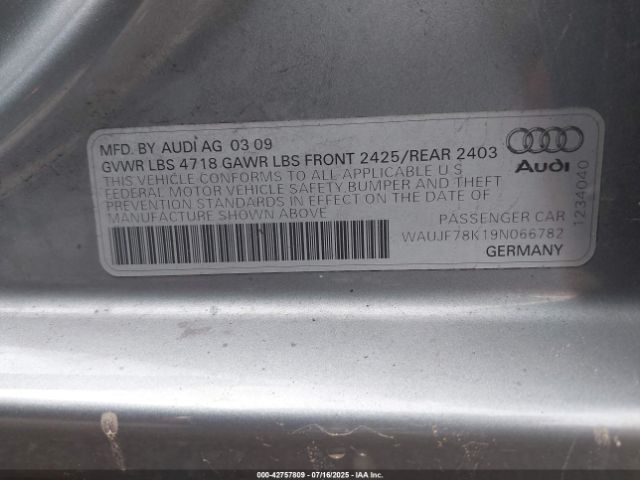 MFD. BY AUDI AG 03 09
GVWR LBS 4718 GAWR LBS FRONT 2425/REAR 2403
THIS VEHICLE CONFORMS TO ALL APPLICABLE U S
FEDERAL MOTOR VEHICLE SAFETY BUMPER AND THEFT
PREVENTION STANDARDS IN EFFECT ON THE DATE OF
MANUFACTURE SHOWN ABOVE
Audi
1234040
PASSENGER CAR
WAUJF78K19N066782
GERMANY
000-42757809 - 07/16/2025 - IAA Inc.